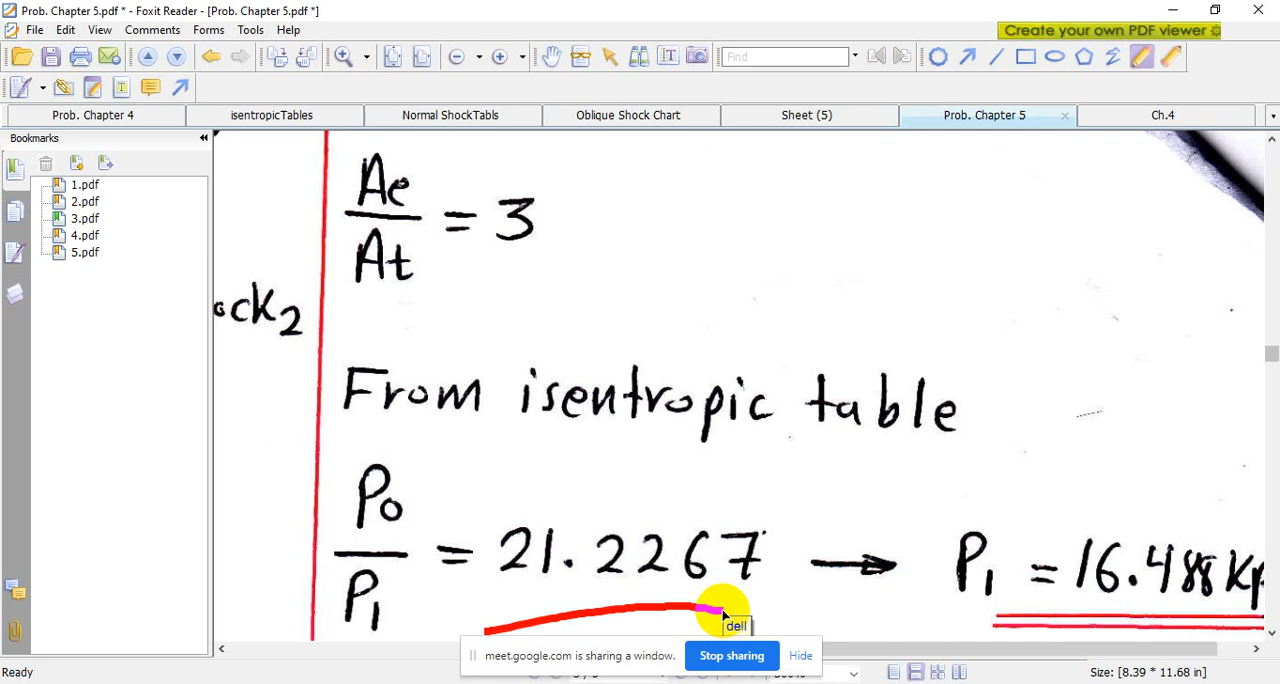 Prob. Chapter 5.pdf * - Foxit Reader - [Prob. Chapter 5.pdf *]
File Edit View Comments Forms Tools Help
Create your own PDF viewer
Find
Prob. Chapter 4 isentropicTables Normal ShockTabls Oblique Shock Chart Sheet (5) Prob. Chapter 5 Ch.4
Bookmarks
1.pdf
2.pdf
3.pdf
4.pdf
5.pdf
Ae
At = 3
ock2
From isentropic table
Po
P1 = 21.2267 → P1 = 16.488 Kp
dell
meet.google.com is sharing a window. Stop sharing Hide
Ready
Size: [8.39 * 11.68 in]